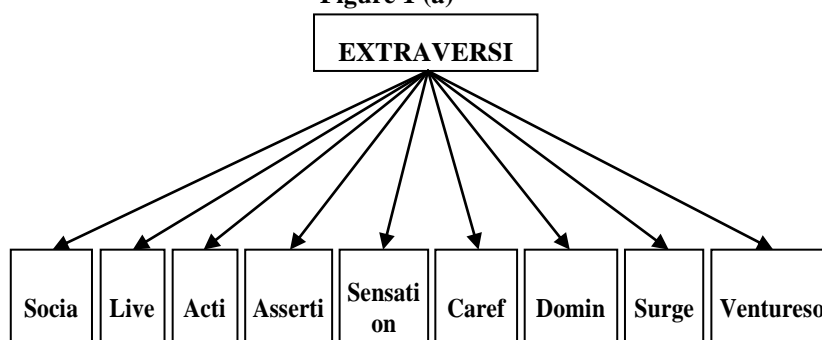 Figure 1 (a)
EXTRAVERSI
Socia
Live
Acti
Asserti
Sensati
on
Caref
Domin
Surge
Ventureso